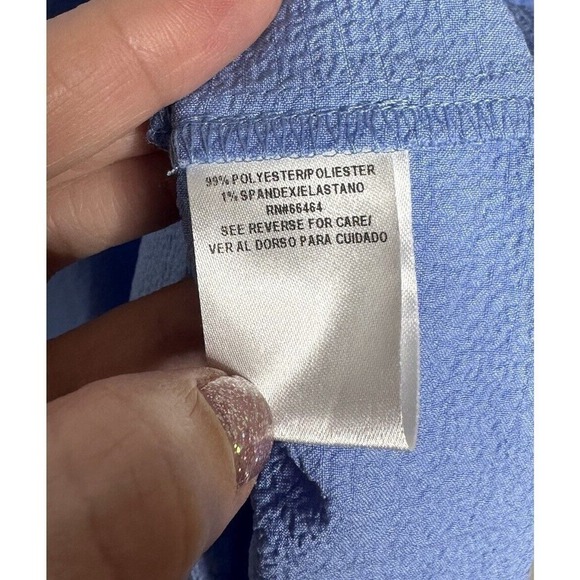 99% POLYESTER/POLIESTER
1% SPANDEX/ELASTANO
RN#66464
SEE REVERSE FOR CARE/
VER AL DORSO PARA CUIDADO